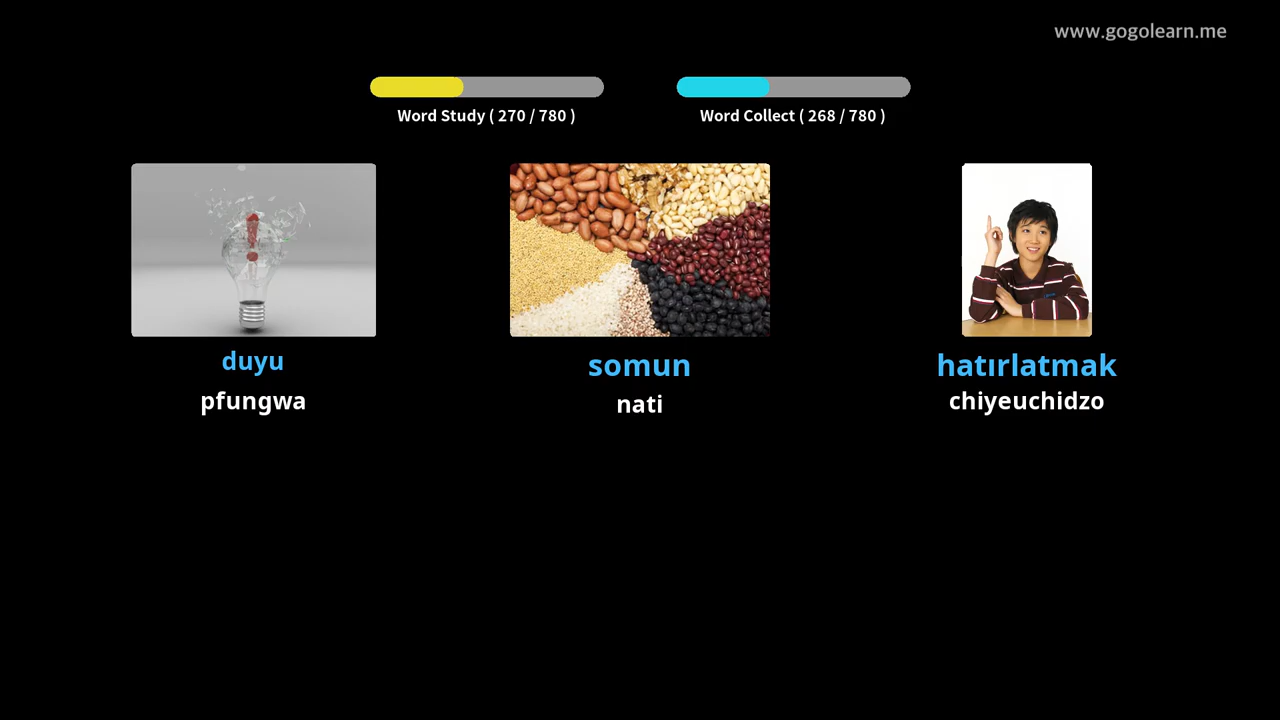 www.gogolearn.me
Word Study ( 270 / 780 )
Word Collect ( 268 / 780 )
duyu
pfungwa
somun
nati
hatırlatmak
chiyeuchidzo